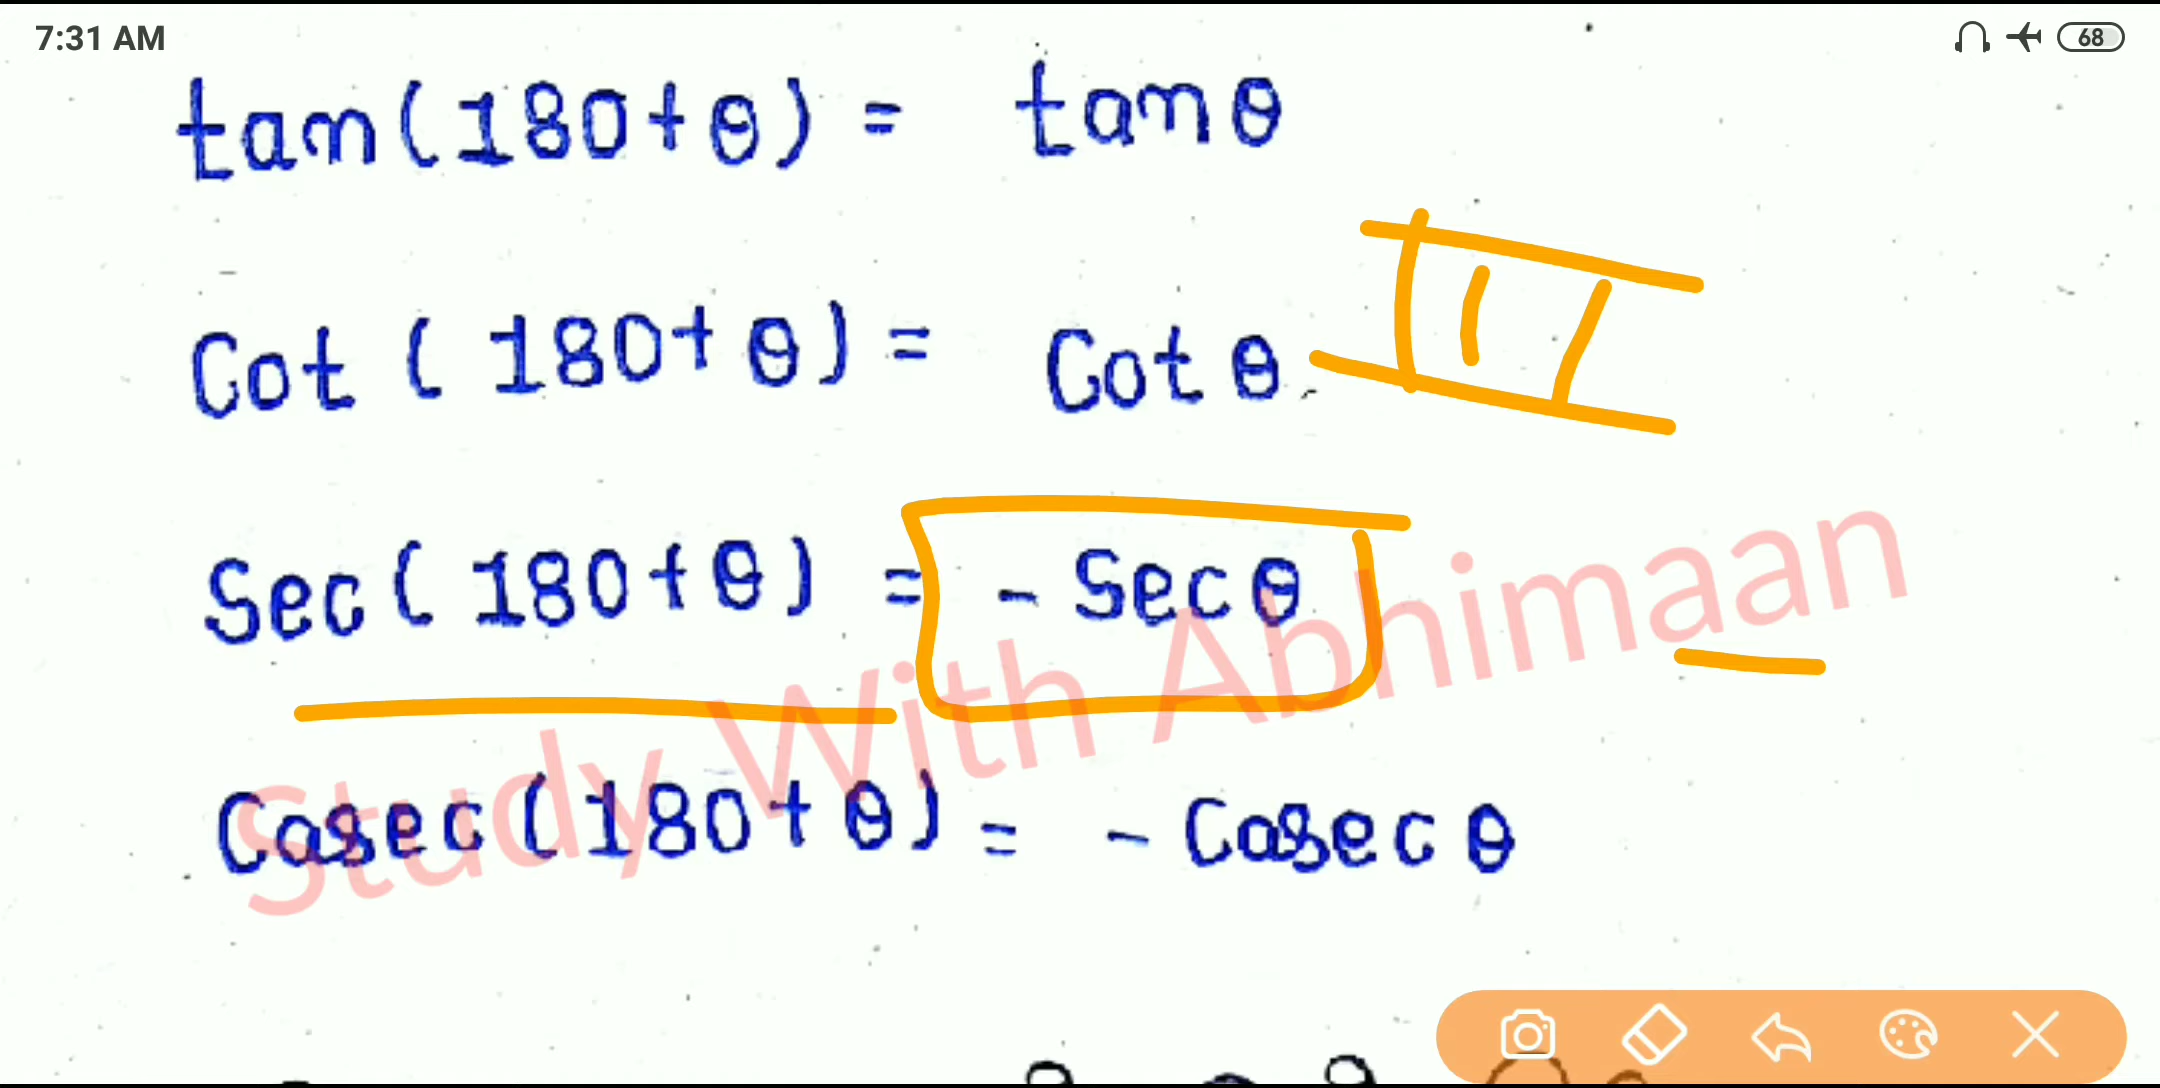 7:31 AM 68
tan(180+θ) = tanθ
Cot(180+θ) = Cotθ III
Sec(180+θ) = - Secθ
Study With Abhimaan
Cosec(180+θ) = - Cosecθ